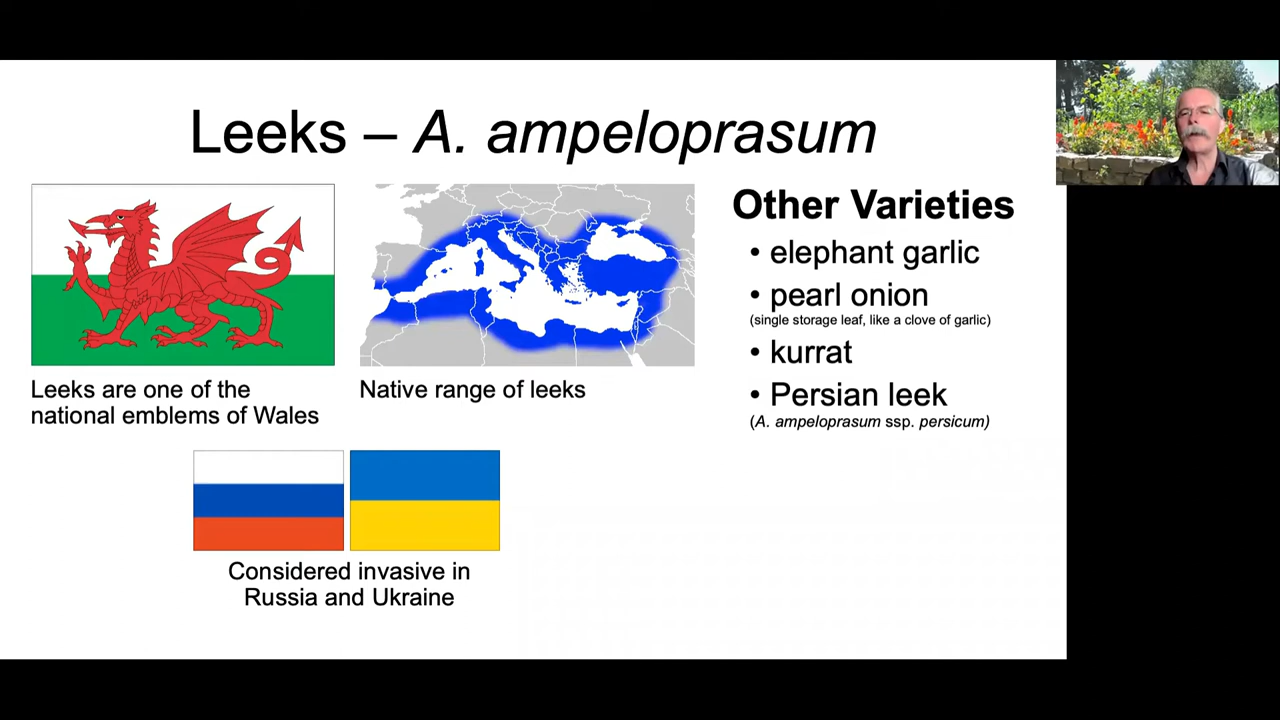 Leeks – A. ampeloprasum
Leeks are one of the
national emblems of Wales
Native range of leeks
Considered invasive in
Russia and Ukraine
Other Varieties
• elephant garlic
• pearl onion
(single storage leaf, like a clove of garlic)
• kurrat
• Persian leek
(A. ampeloprasum ssp. persicum)